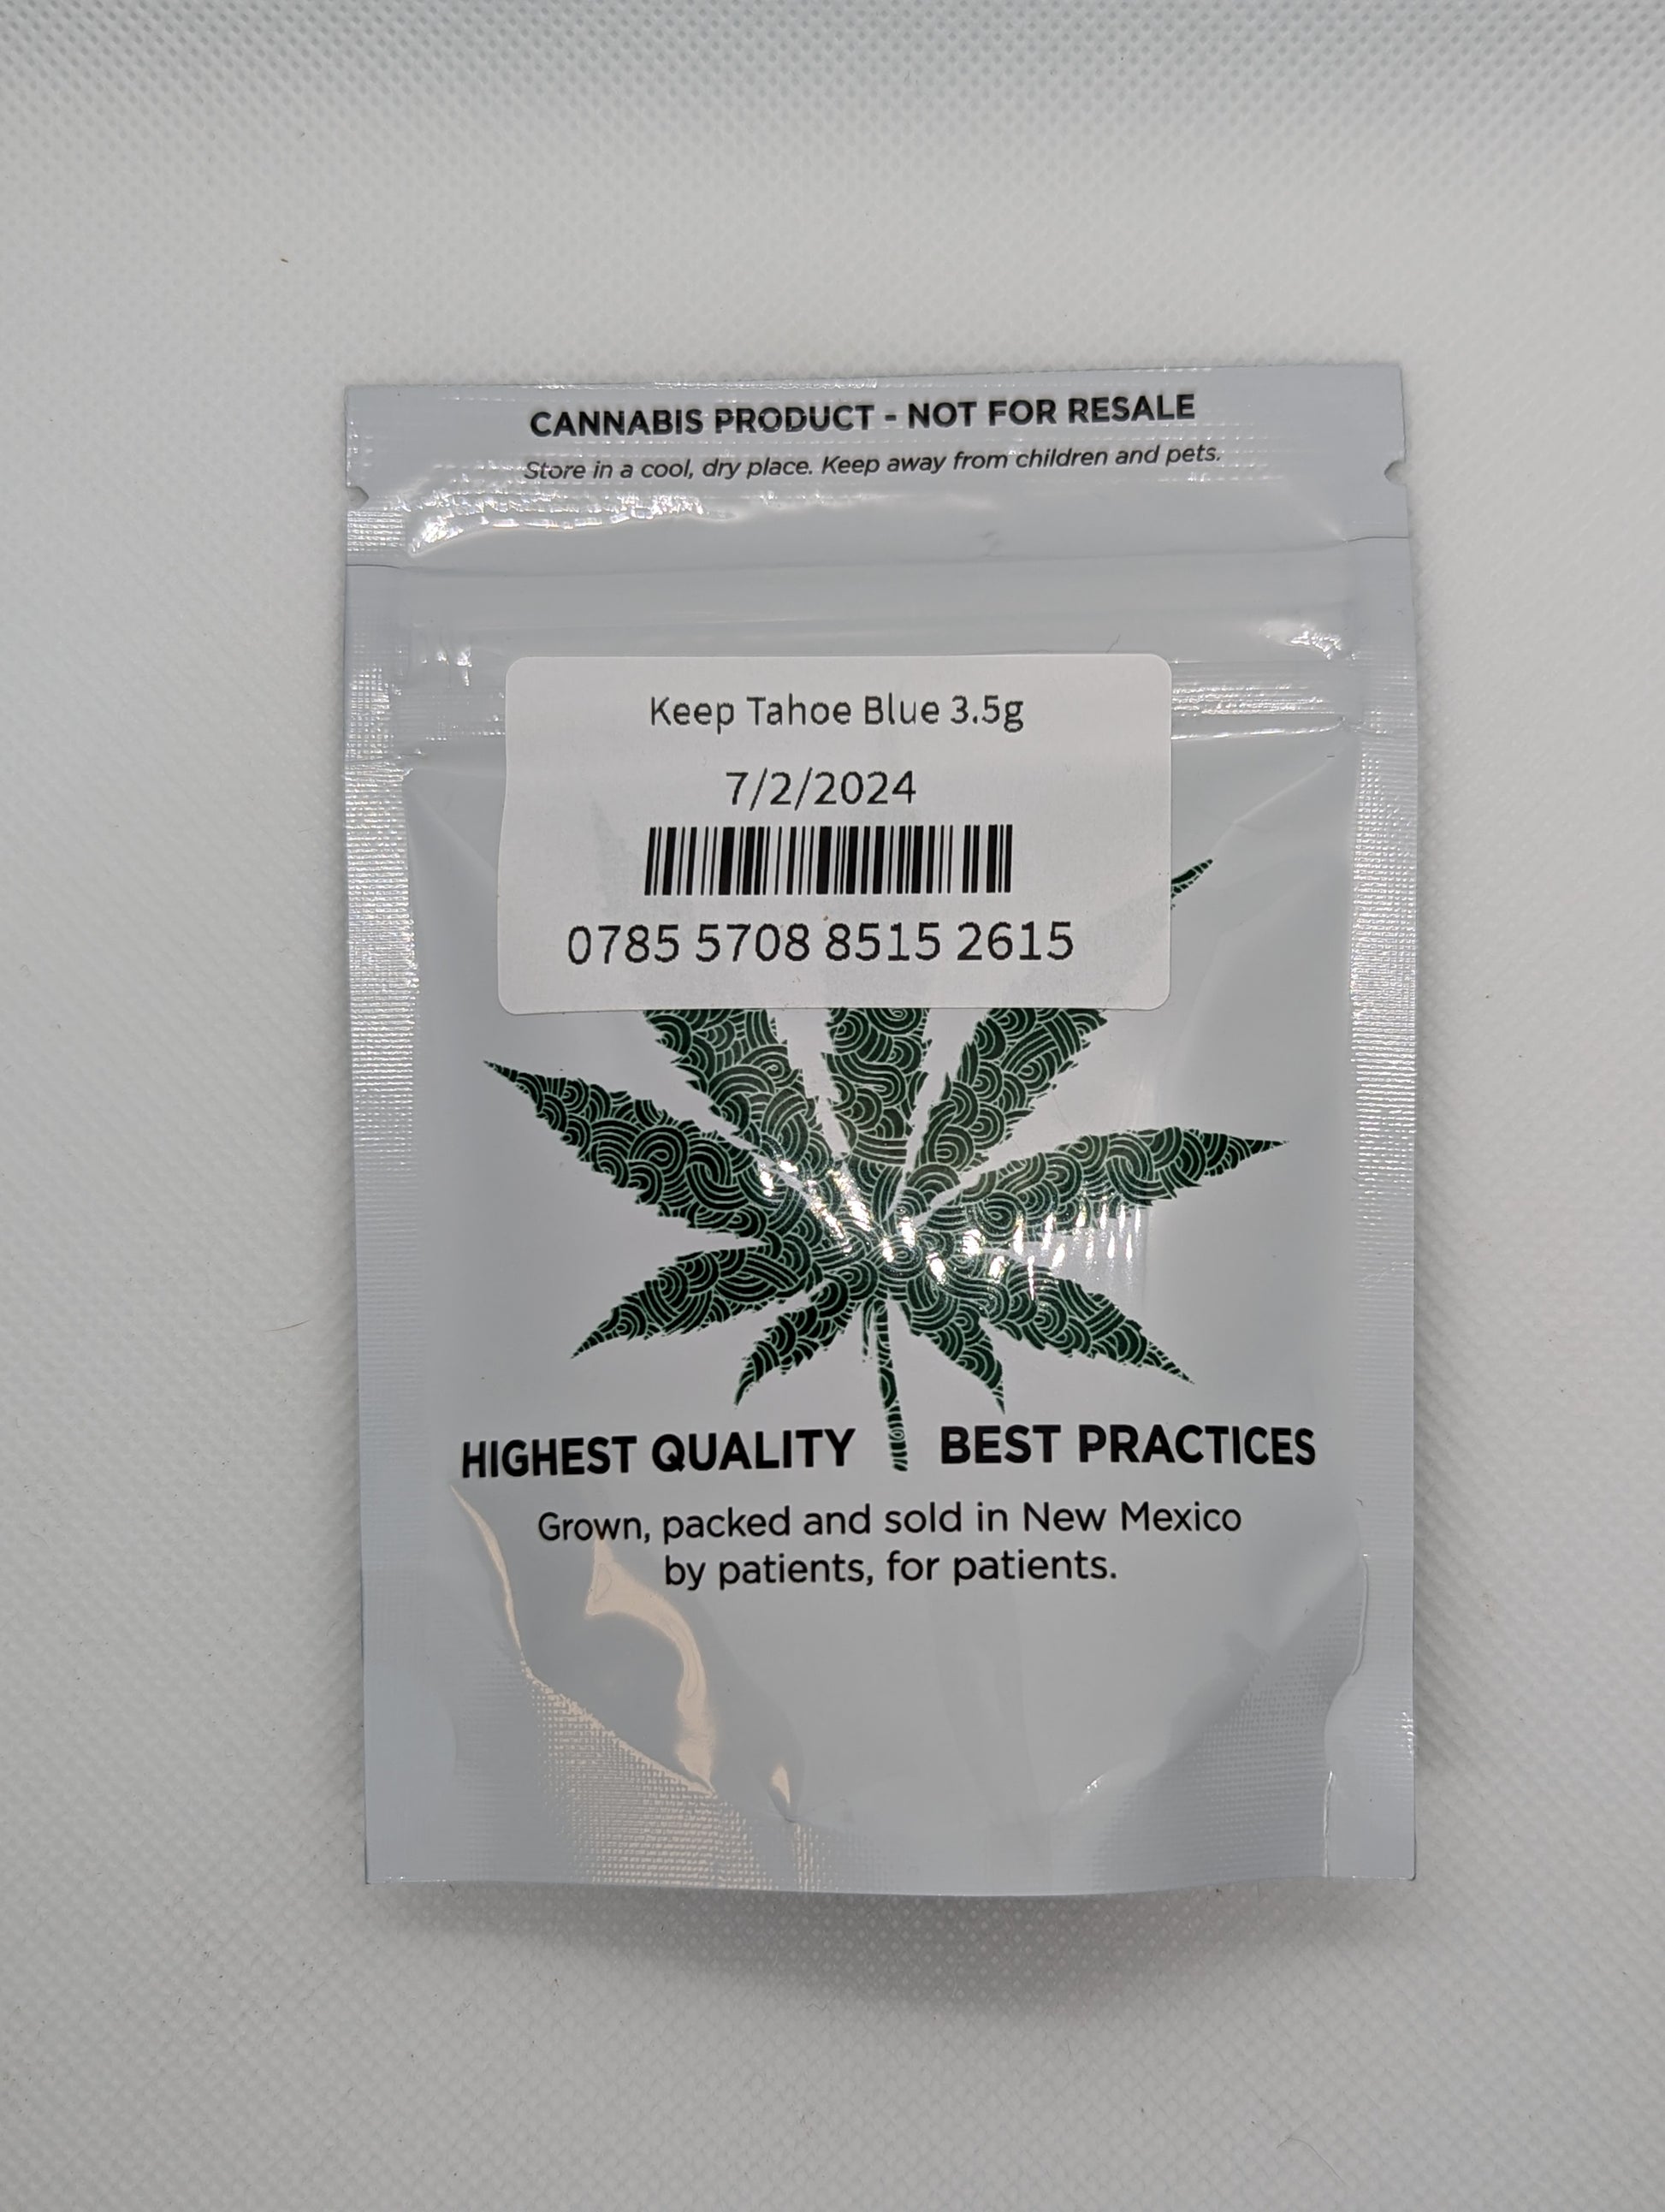 CANNABIS PRODUCT - NOT FOR RESALE
Store in a cool, dry place. Keep away from children and pets.
Keep Tahoe Blue 3.5g
7/2/2024
0785 5708 8515 2615
HIGHEST QUALITY BEST PRACTICES
Grown, packed and sold in New Mexico
by patients, for patients.